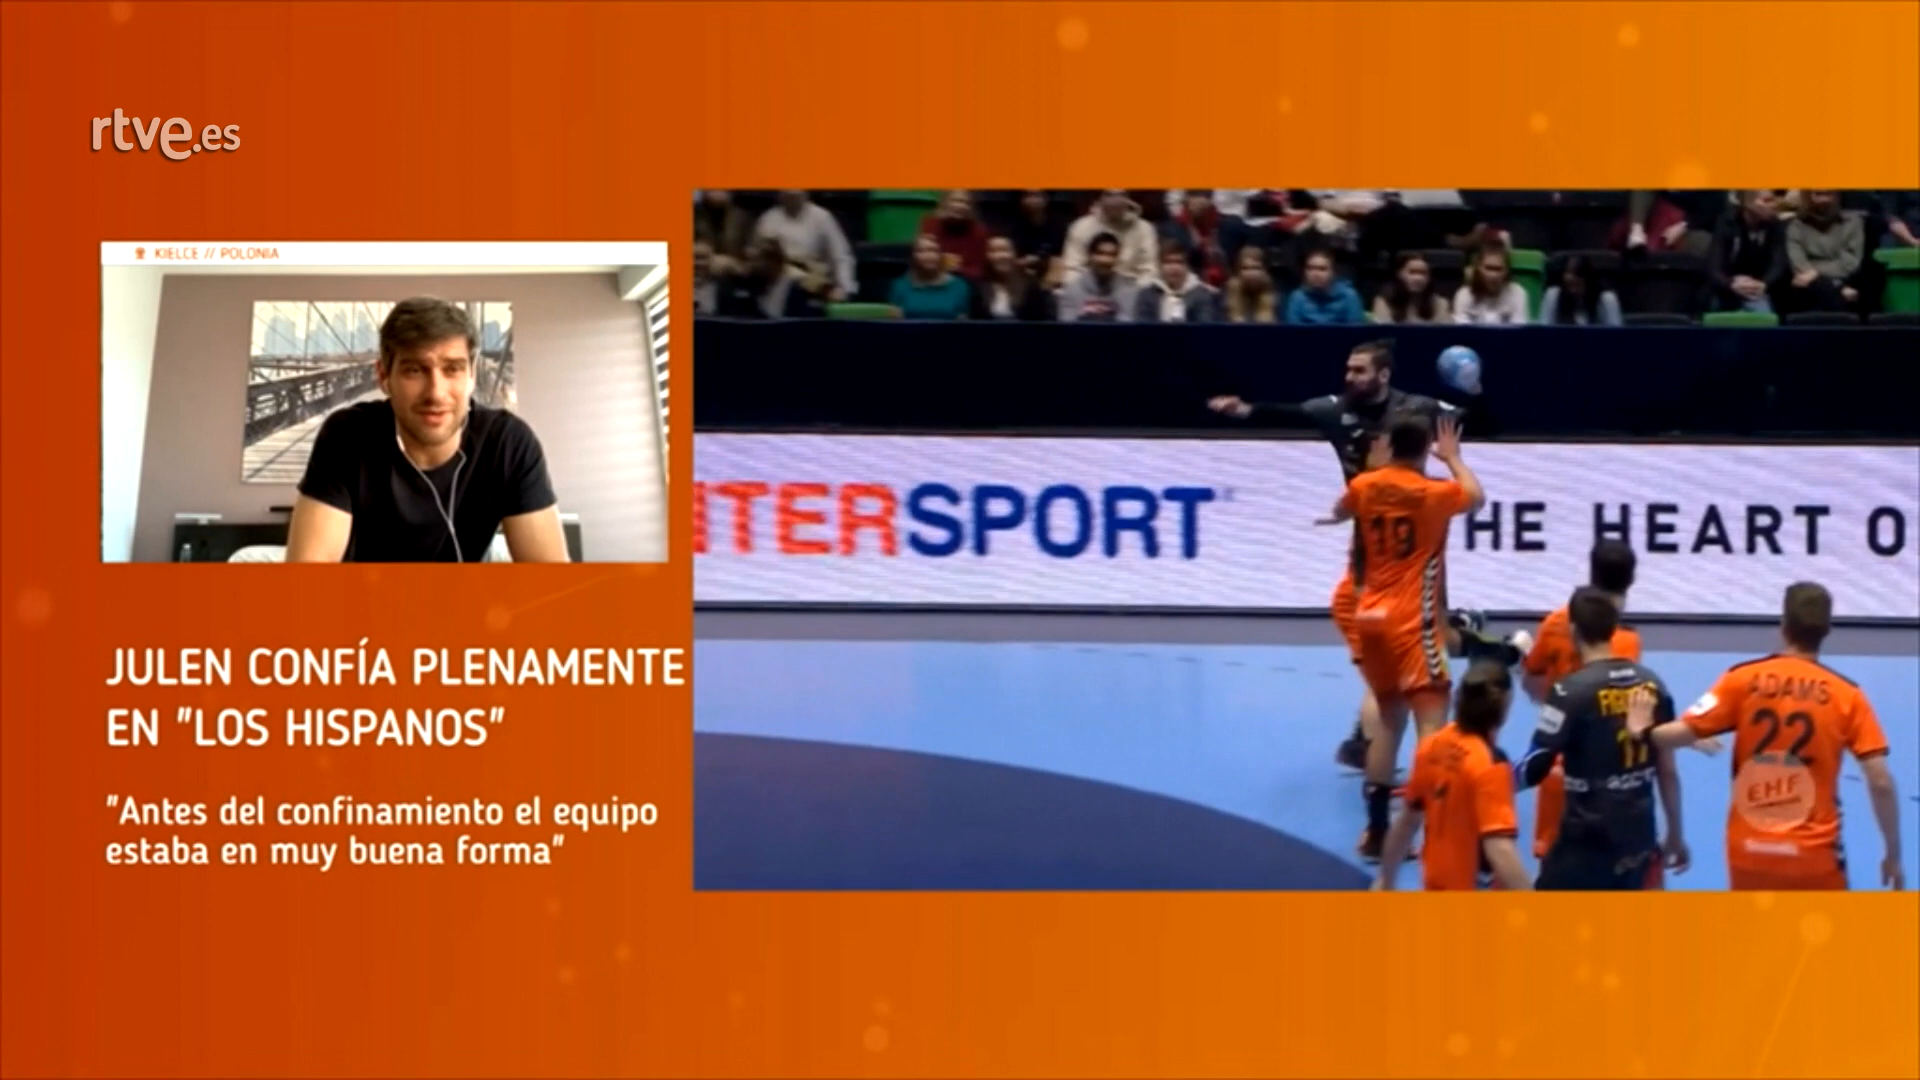 rtve.es
KIELCE // POLONIA
JULEN CONFÍA PLENAMENTE
EN "LOS HISPANOS"
"Antes del confinamiento el equipo
estaba en muy buena forma"
NTERSPORT
HE HEART O
19
ADAMS
22
EHF